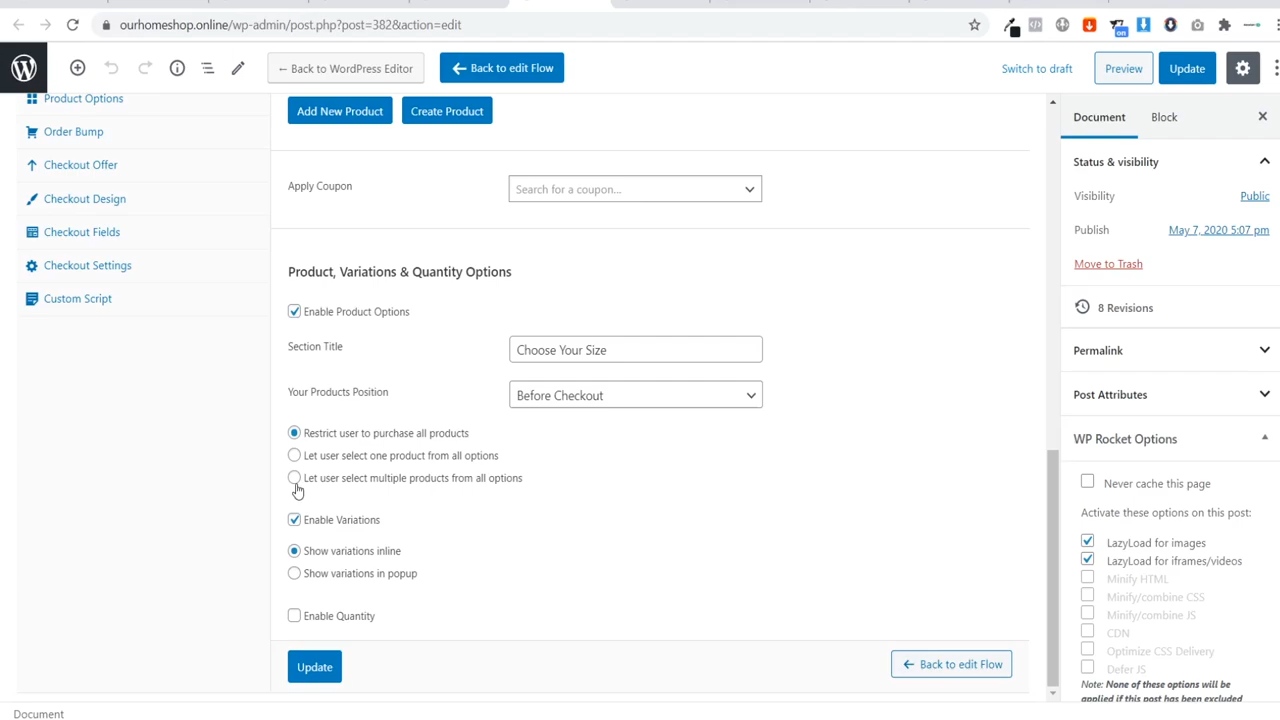 ourhomeshop.online/wp-admin/post.php?post=382&action=edit
on
← Back to WordPress Editor
← Back to edit Flow
Switch to draft
Preview
Update
Product Options
Order Bump
Checkout Offer
Checkout Design
Checkout Fields
Checkout Settings
Custom Script
Add New Product
Create Product
Apply Coupon
Search for a coupon...
Product, Variations & Quantity Options
Enable Product Options
Section Title
Choose Your Size
Your Products Position
Before Checkout
Restrict user to purchase all products
Let user select one product from all options
Let user select multiple products from all options
Enable Variations
Show variations inline
Show variations in popup
Enable Quantity
Update
← Back to edit Flow
Document
Block
Status & visibility
Visibility
Public
Publish
May 7, 2020 5:07 pm
Move to Trash
8 Revisions
Permalink
Post Attributes
WP Rocket Options
Never cache this page
Activate these options on this post:
LazyLoad for images
LazyLoad for iframes/videos
Minify HTML
Minify/combine CSS
Minify/combine JS
CDN
Optimize CSS Delivery
Defer JS
Note: None of these options will be
applied if this post has been excluded
Document